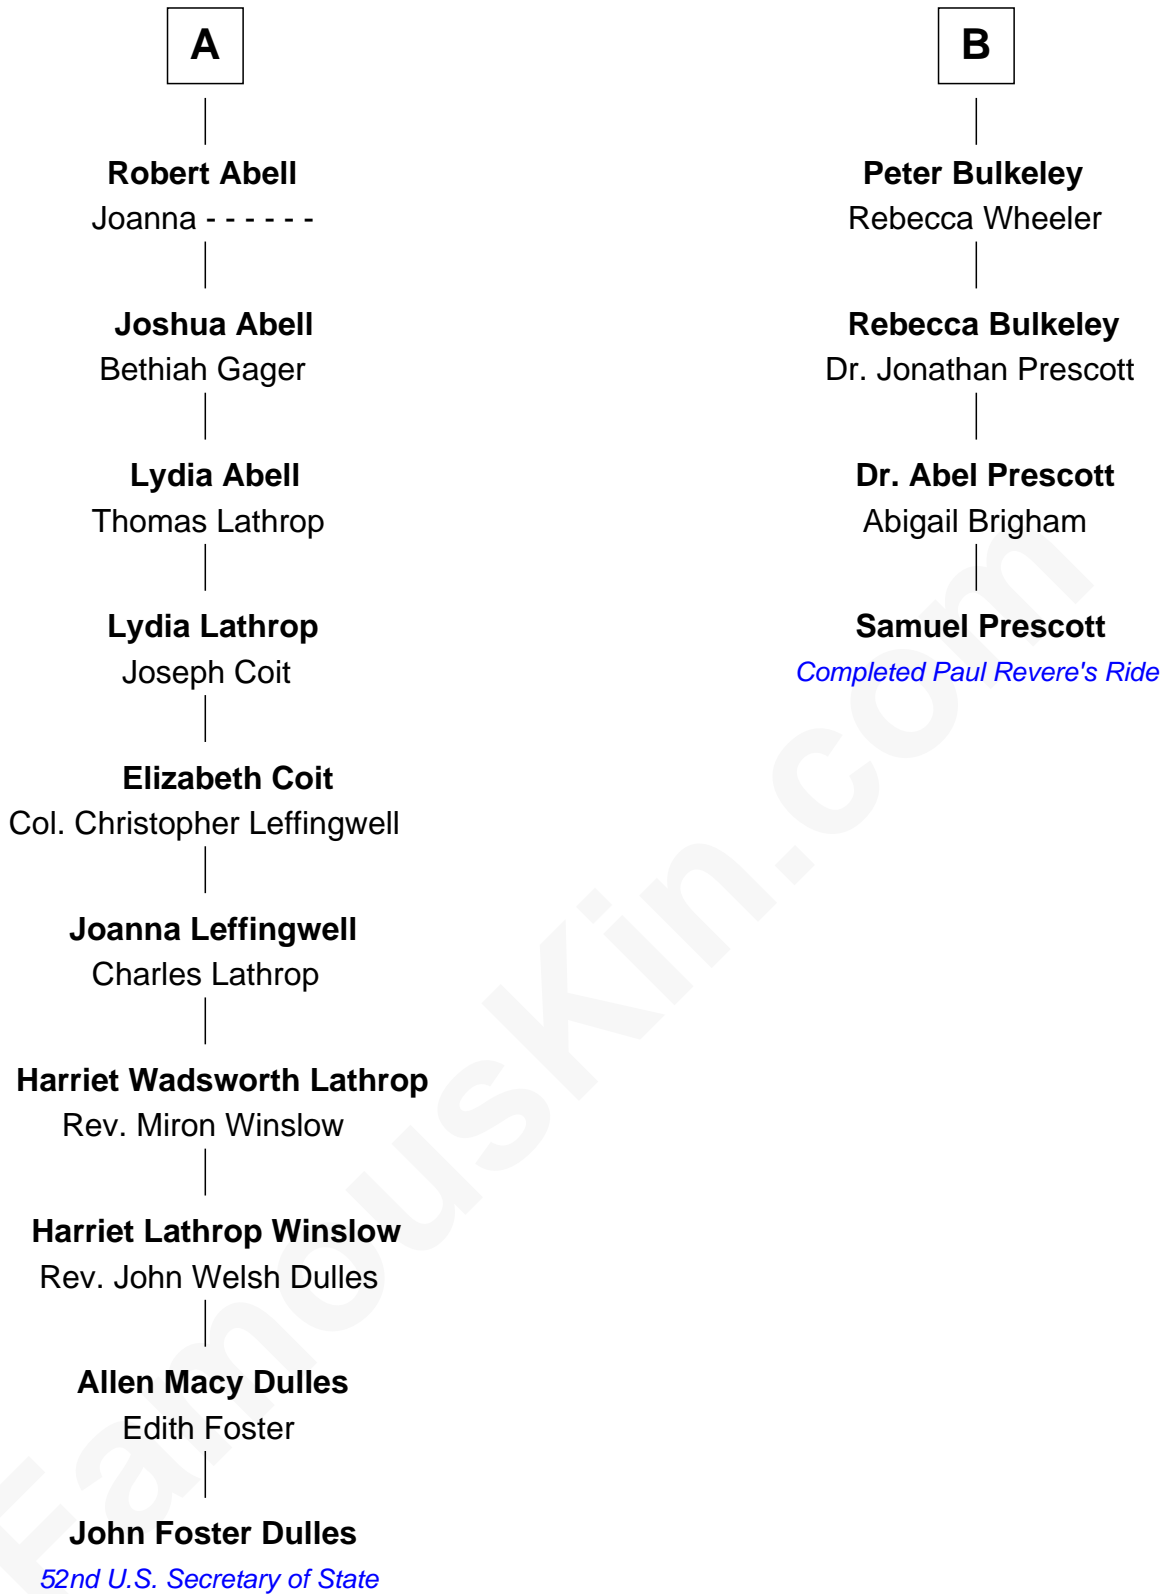 A
Robert Abell
Joanna - - - - - -
Joshua Abell
Bethiah Gager
Lydia Abell
Thomas Lathrop
Lydia Lathrop
Joseph Coit
Elizabeth Coit
Col. Christopher Leffingwell
Joanna Leffingwell
Charles Lathrop
Harriet Wadsworth Lathrop
Rev. Miron Winslow
Harriet Lathrop Winslow
Rev. John Welsh Dulles
Allen Macy Dulles
Edith Foster
John Foster Dulles
52nd U.S. Secretary of State
B
Peter Bulkeley
Rebecca Wheeler
Rebecca Bulkeley
Dr. Jonathan Prescott
Dr. Abel Prescott
Abigail Brigham
Samuel Prescott
Completed Paul Revere's Ride
FamousKin.com